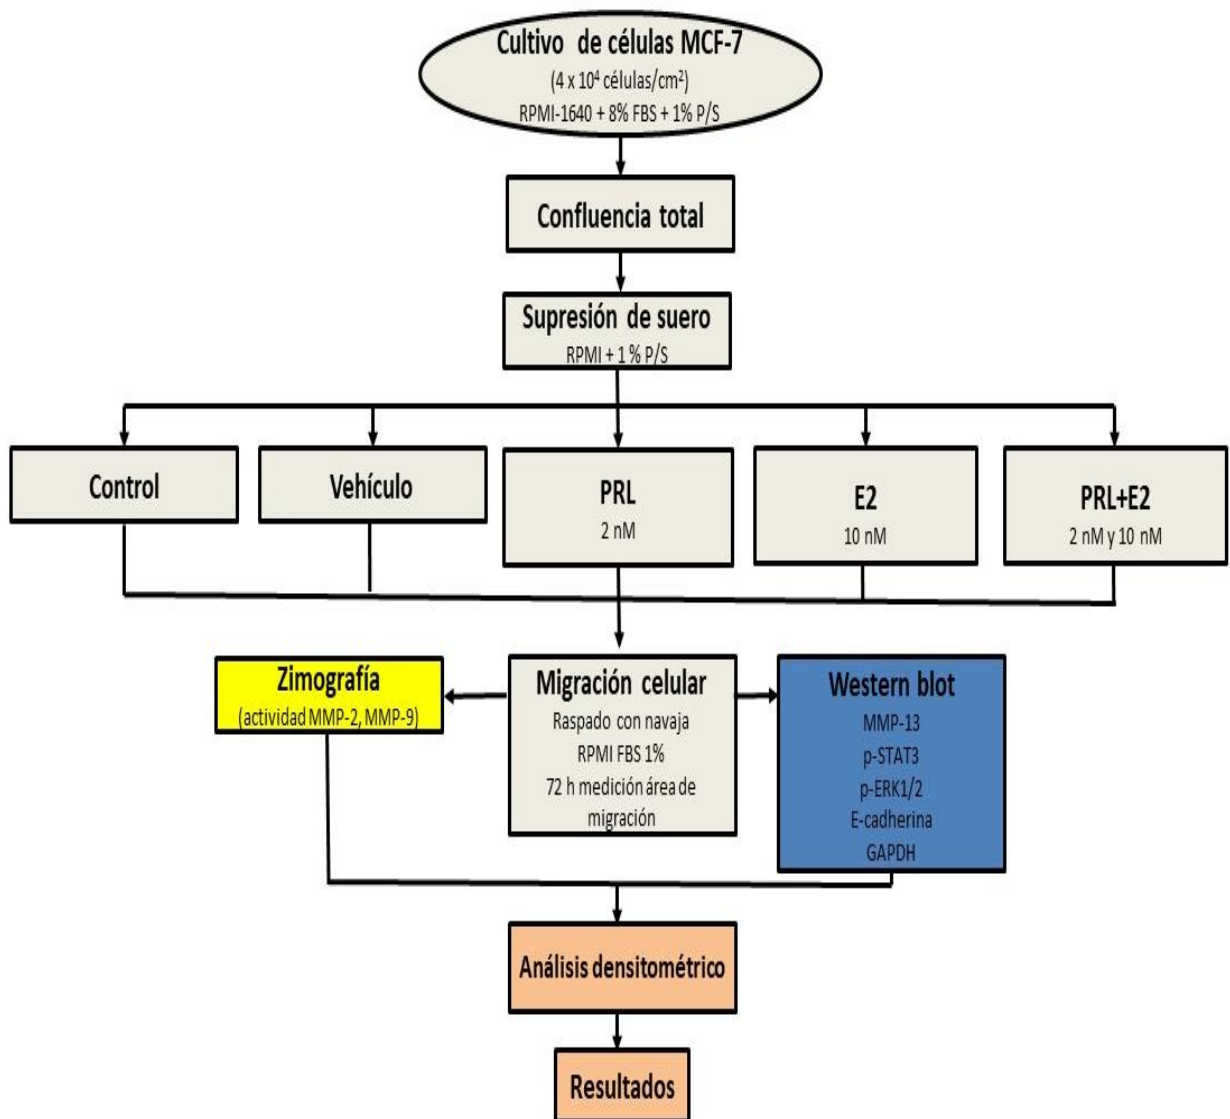 Cultivo de células MCF-7
(4 x 10⁴ células/cm²)
RPMI-1640 + 8% FBS + 1% P/S
Confluencia total
Supresión de suero
RPMI + 1 % P/S
Control
Vehículo
PRL
2 nM
E2
10 nM
PRL+E2
2 nM y 10 nM
Zimografía
(actividad MMP-2, MMP-9)
Migración celular
Raspado con navaja
RPMI FBS 1%
72 h medición área de
migración
Western blot
MMP-13
p-STAT3
p-ERK1/2
E-cadherina
GAPDH
Análisis densitométrico
Resultados